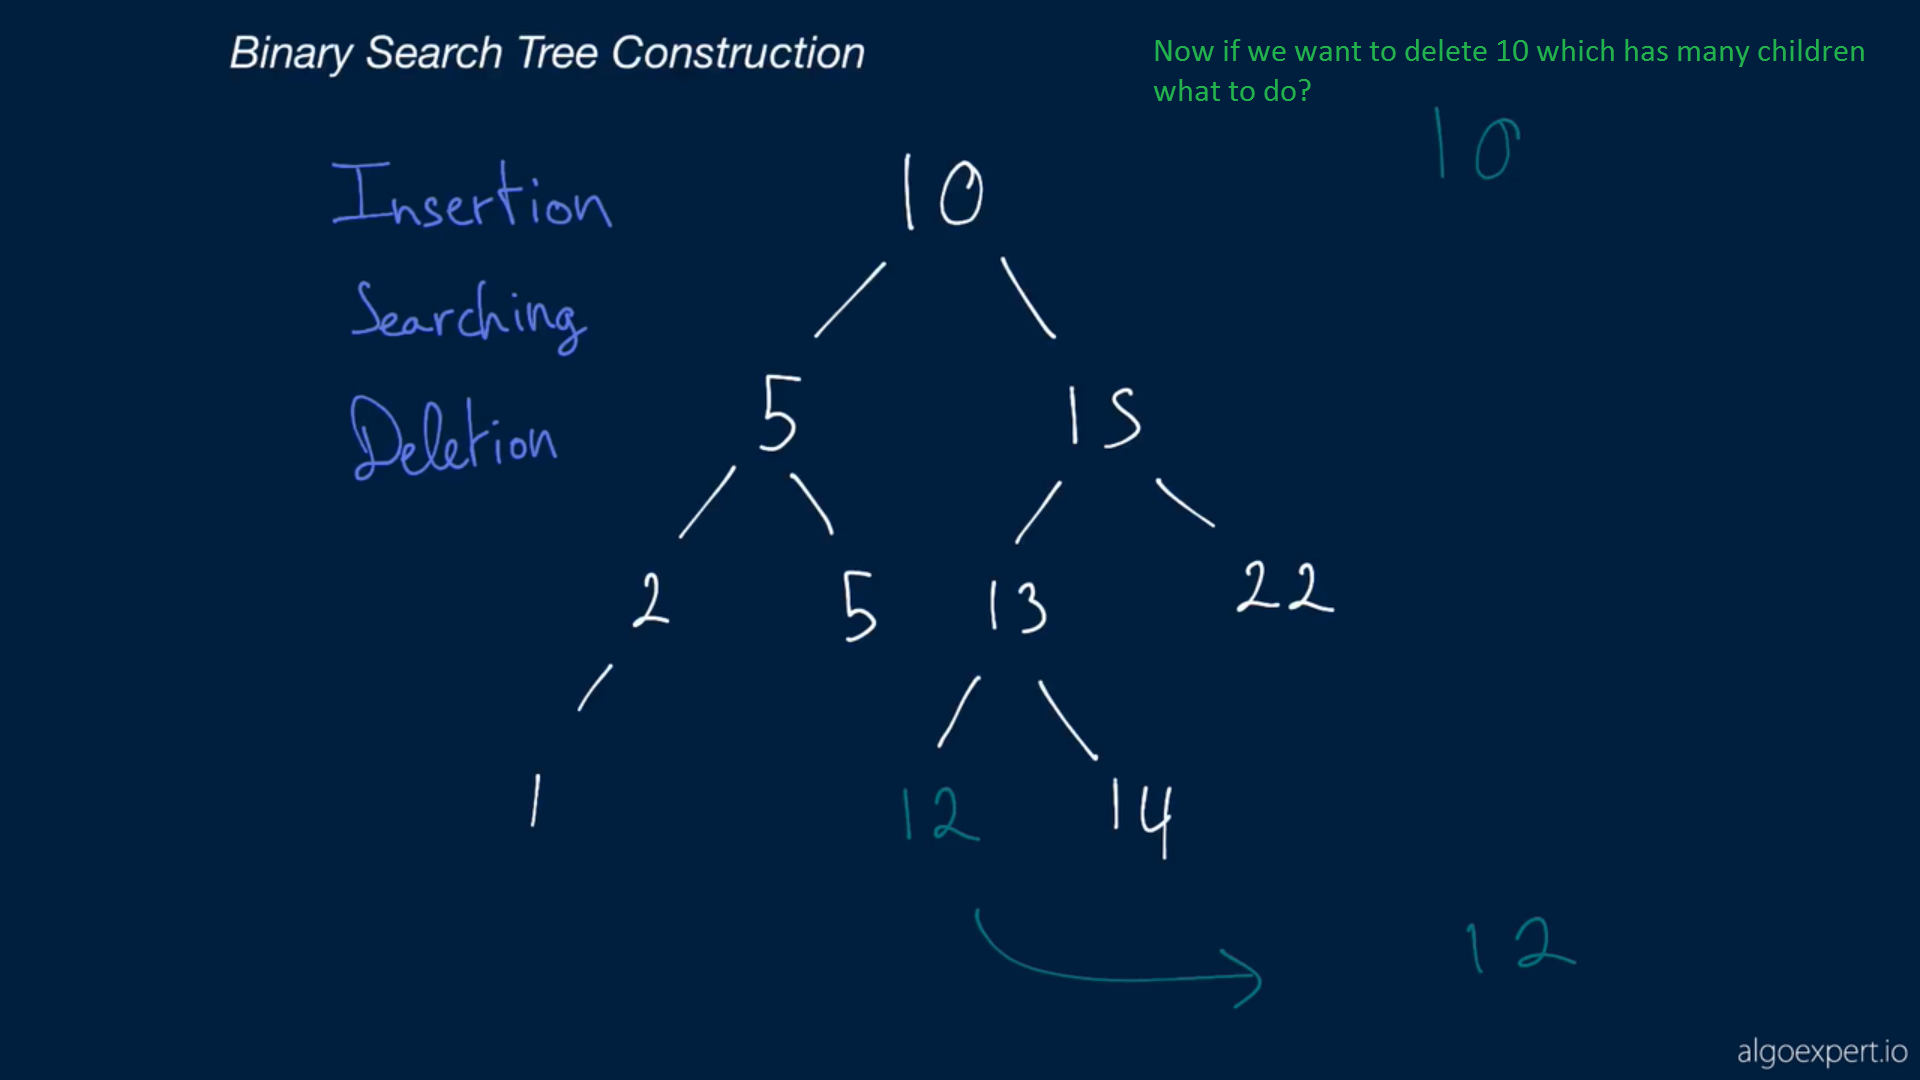 Binary Search Tree Construction
Now if we want to delete 10 which has many children
what to do?
10
Insertion
10
Searching
Deletion
5
15
2
5
13
22
1
12
14
12
algoexpert.io